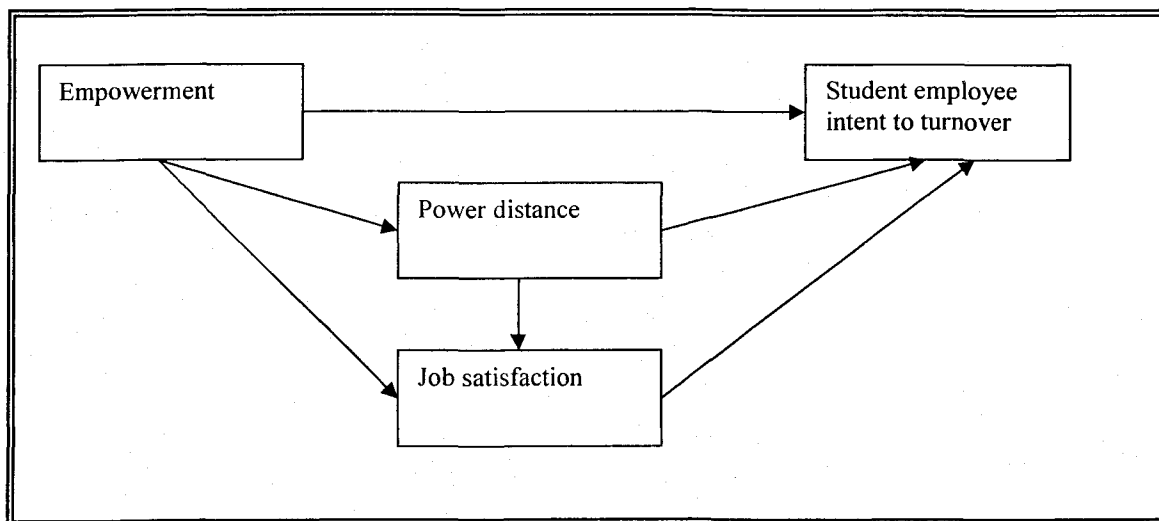 Empowerment
Student employee
intent to turnover
Power distance
Job satisfaction